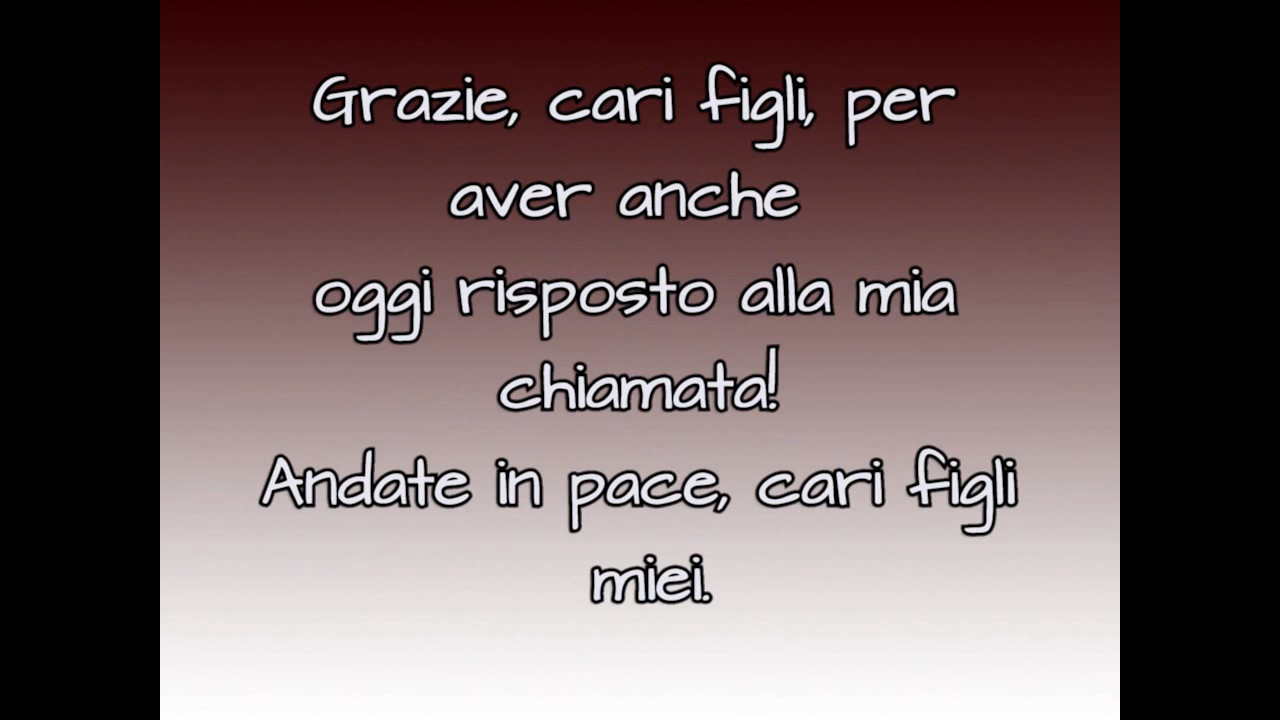 Grazie, cari figli, per
aver anche
oggi risposto alla mia
chiamata!
Andate in pace, cari figli
miei.